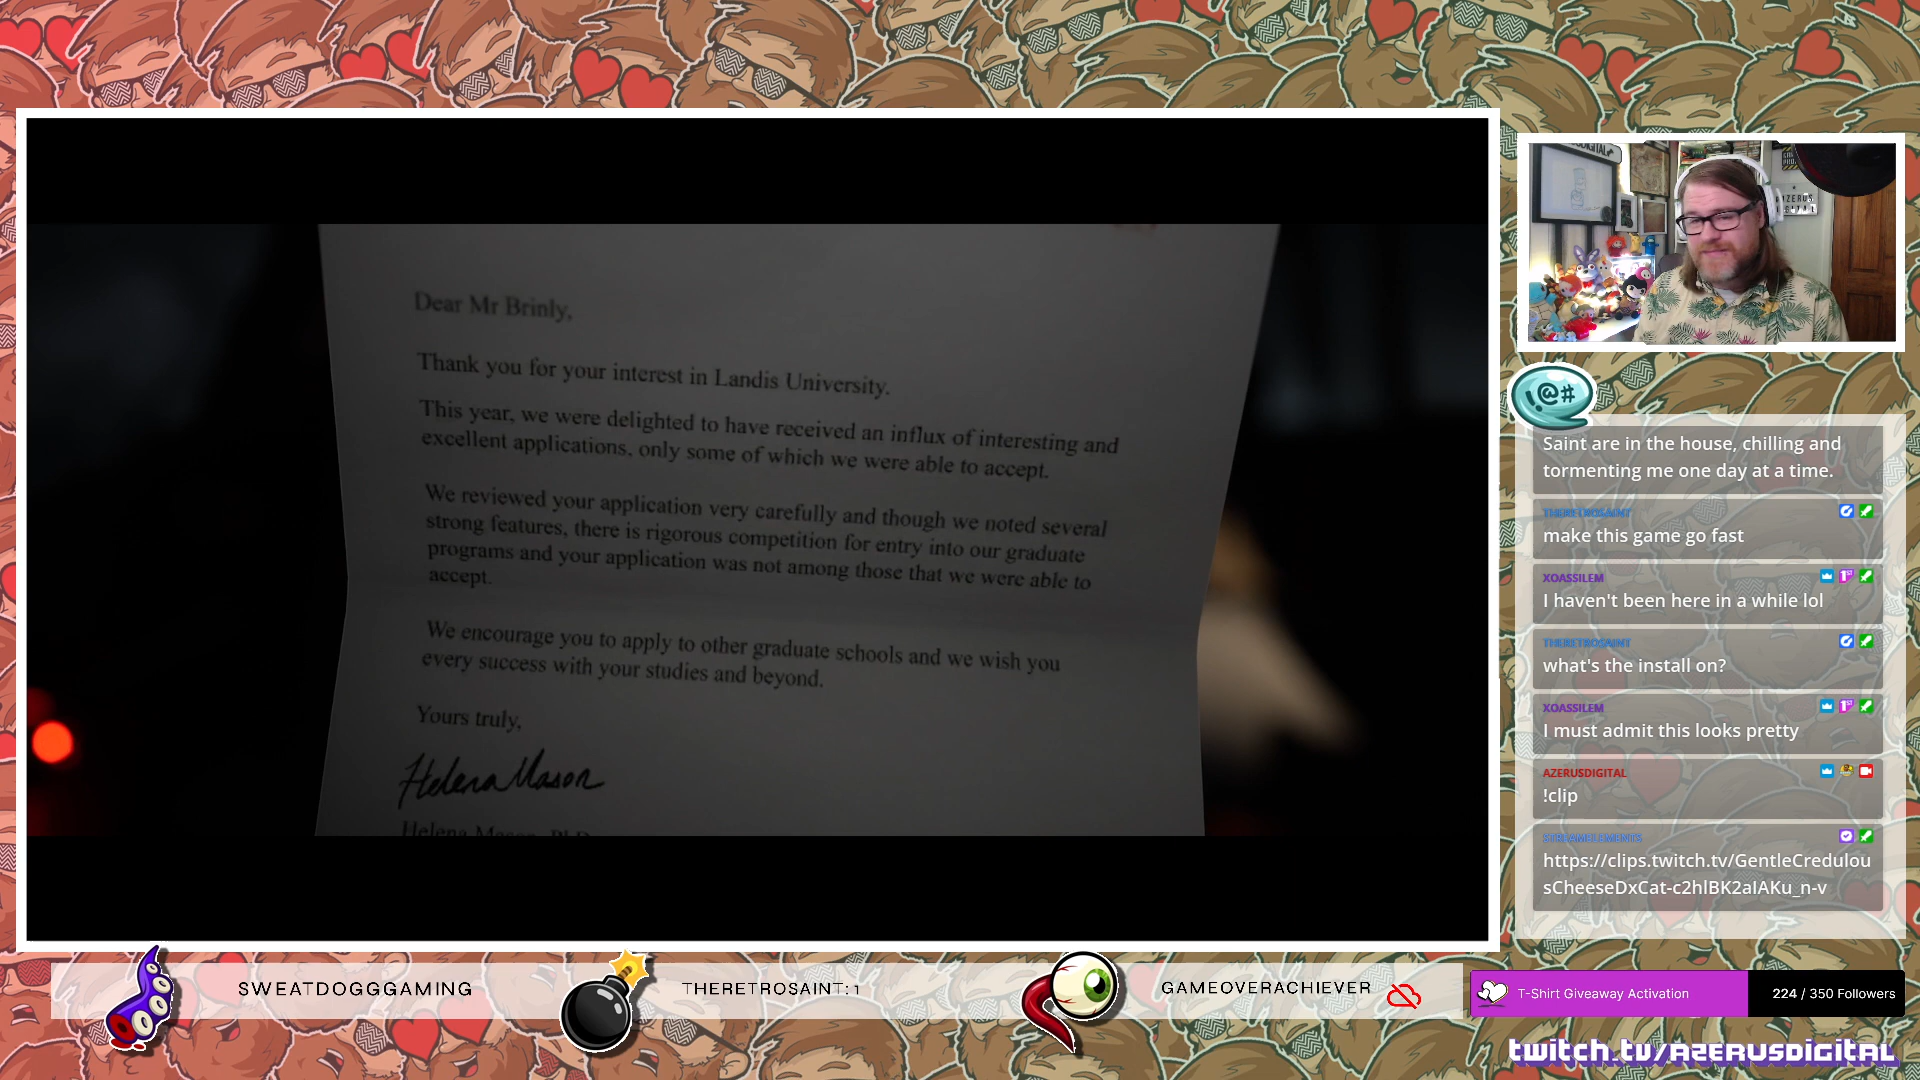 Dear Mr Brinly,
Thank you for your interest in Landis University.
This year, we were delighted to have received an influx of interesting and
excellent applications, only some of which we were able to accept.
We reviewed your application very carefully and though we noted several
strong features, there is rigorous competition for entry into our graduate
programs and your application was not among those that we were able to
accept.
We encourage you to apply to other graduate schools and we wish you
every success with your studies and beyond.
Yours truly,
Helena Mason
Helena Mason, PhD
!@#
Saint are in the house, chilling and
tormenting me one day at a time.
THERETROSAINT
make this game go fast
XOASSILEM
I haven't been here in a while lol
THERETROSAINT
what's the install on?
XOASSILEM
I must admit this looks pretty
AZERUSDIGITAL
!clip
STREAMELEMENTS
https://clips.twitch.tv/GentleCredulou
sCheeseDxCat-c2hlBK2aIAKu_n-v
SWEATDOGGGAMING
THERETROSAINT: 1
GAMEOVERACHIEVER
T-Shirt Giveaway Activation
224 / 350 Followers
twitch.tv/AZERUSDIGITAL